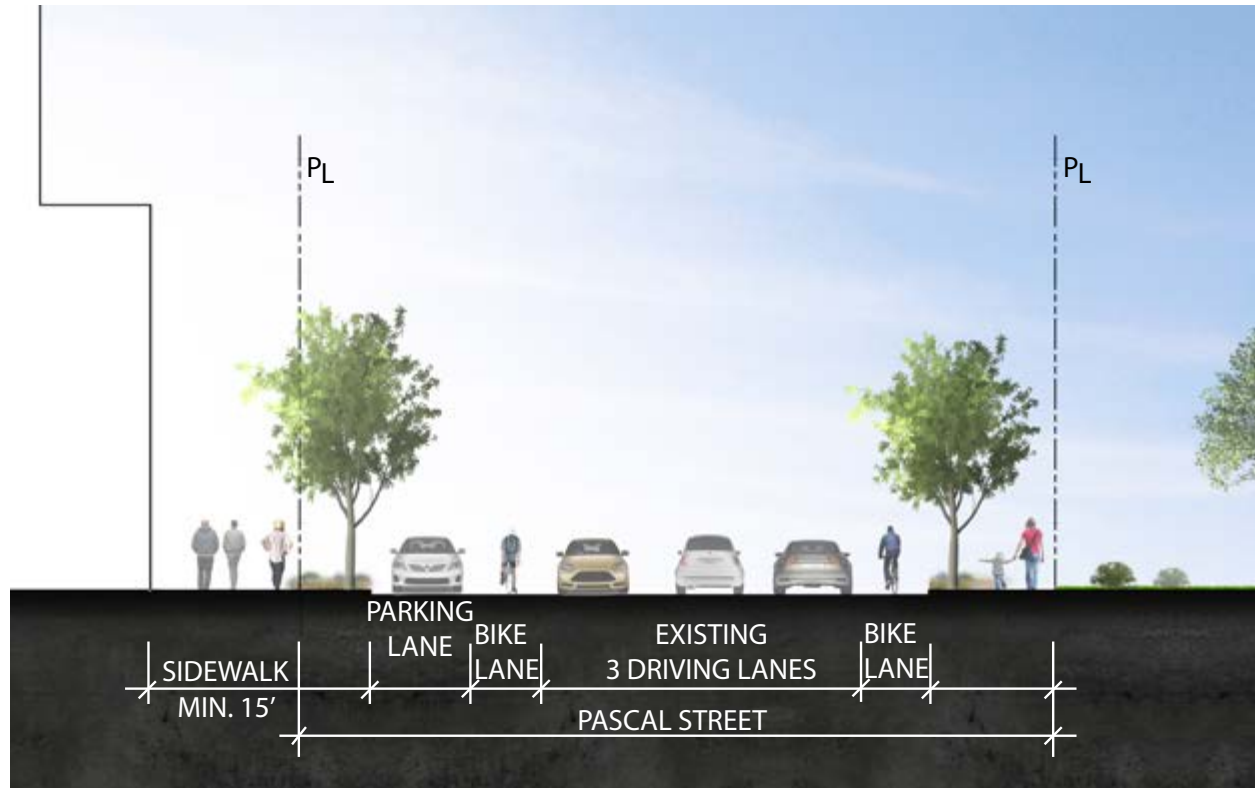 PL
PL
PARKING
LANE
BIKE
LANE
EXISTING
3 DRIVING LANES
BIKE
LANE
SIDEWALK
MIN. 15’
PASCAL STREET